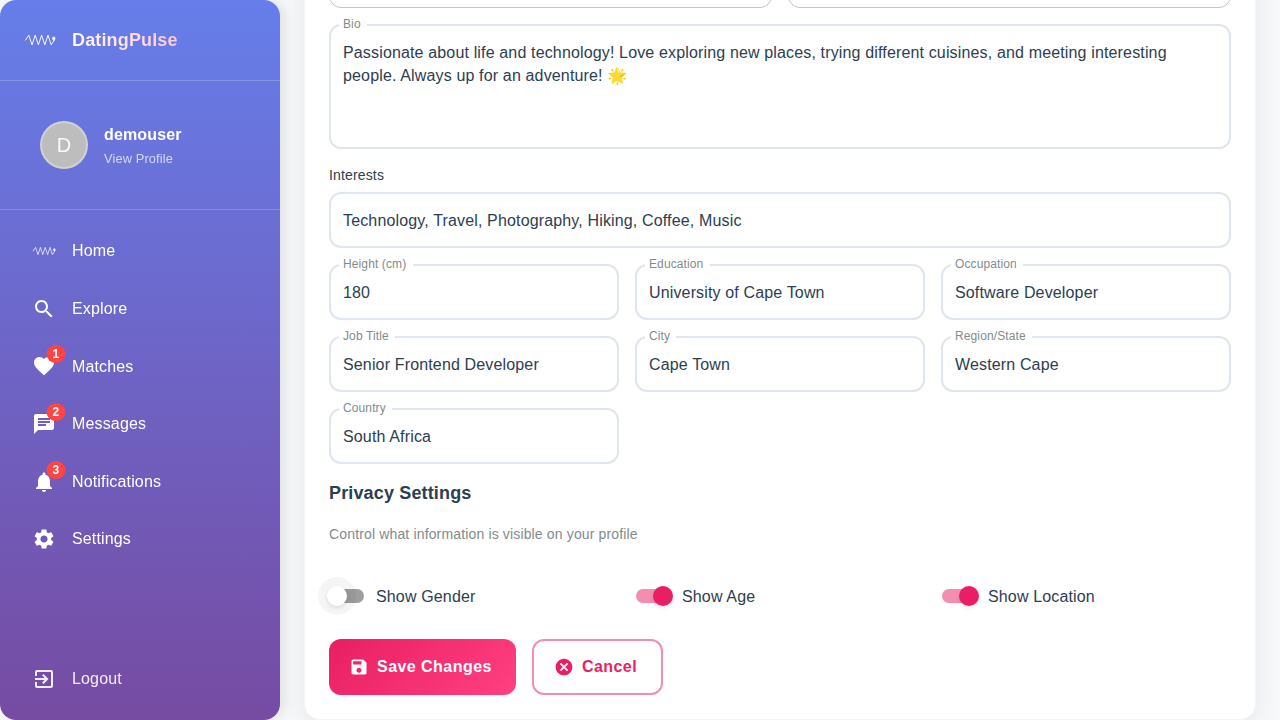 DatingPulse
D
demouser
View Profile
Home
Explore
1
Matches
2
Messages
3
Notifications
Settings
Logout
Bio
Passionate about life and technology! Love exploring new places, trying different cuisines, and meeting interesting
people. Always up for an adventure! 🌟
Interests
Technology, Travel, Photography, Hiking, Coffee, Music
Height (cm)
180
Education
University of Cape Town
Occupation
Software Developer
Job Title
Senior Frontend Developer
City
Cape Town
Region/State
Western Cape
Country
South Africa
Privacy Settings
Control what information is visible on your profile
Show Gender
Show Age
Show Location
Save Changes
Cancel